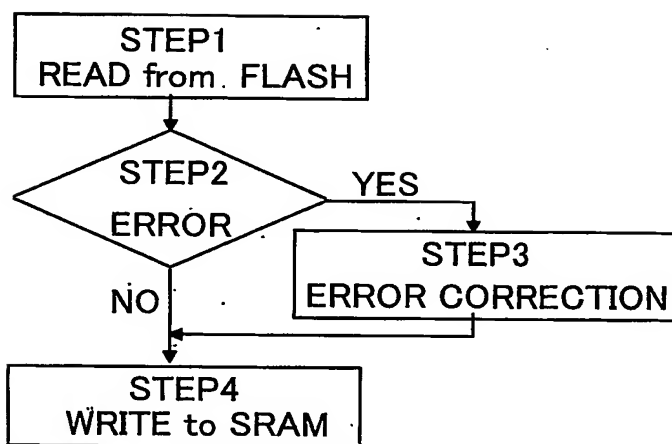 STEP1
READ from. FLASH
STEP2
ERROR
YES
STEP3
ERROR CORRECTION
NO
STEP4
WRITE to SRAM